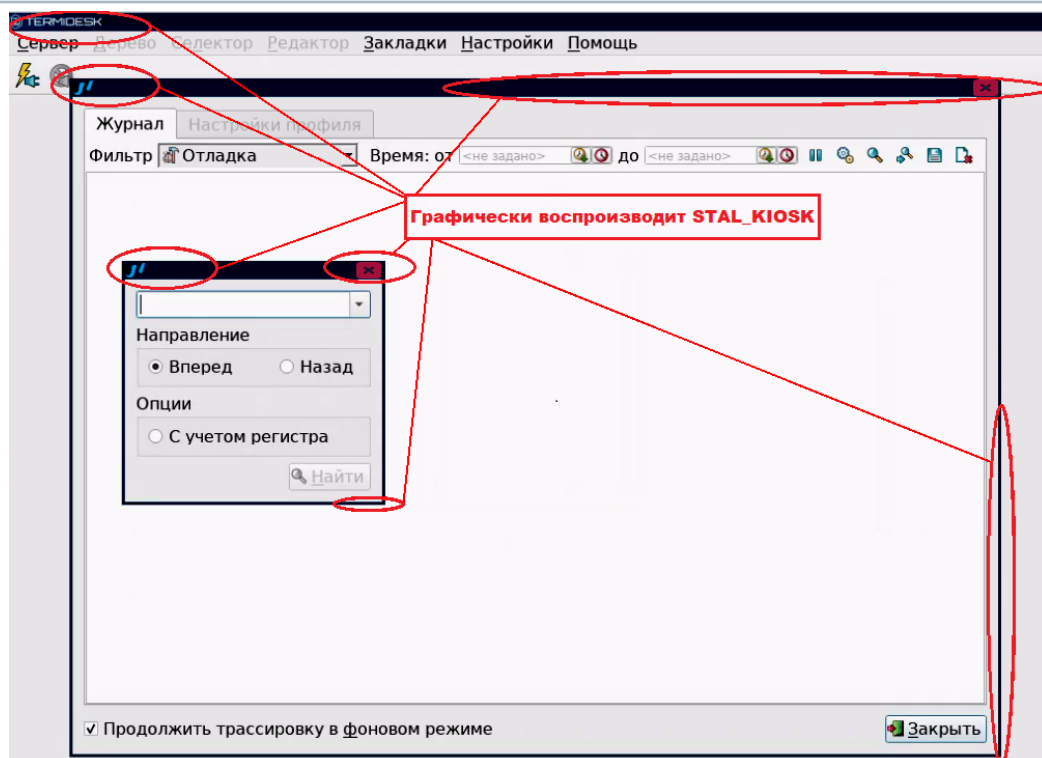 TERMIDESK
Сервер Дерево Селектор Редактор Закладки Настройки Помощь
Журнал Настройки профиля
Фильтр Отладка Время: от <не задано> до <не задано>
Графически воспроизводит STAL_KIOSK
Направление
Вперед Назад
Опции
С учетом регистра
Найти
Продолжить трассировку в фоновом режиме
Закрыть